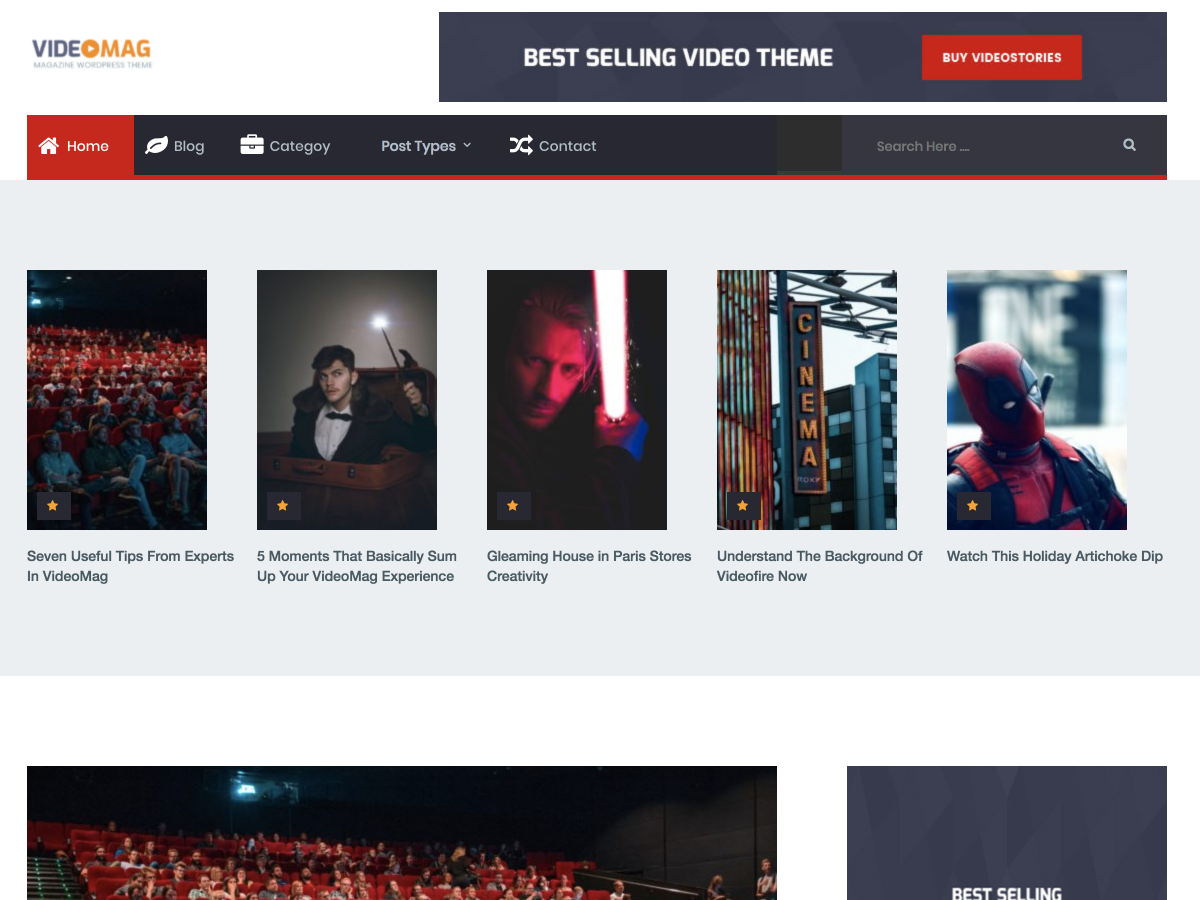 VIDEOMAG
MAGAZINE WORDPRESS THEME
BEST SELLING VIDEO THEME
BUY VIDEOSTORIES
Home
Blog
Categoy
Post Types
Contact
Search Here ....
CINEMA
ROXY
Seven Useful Tips From Experts
In VideoMag
5 Moments That Basically Sum
Up Your VideoMag Experience
Gleaming House in Paris Stores
Creativity
Understand The Background Of
Videofire Now
Watch This Holiday Artichoke Dip
BEST SELLING